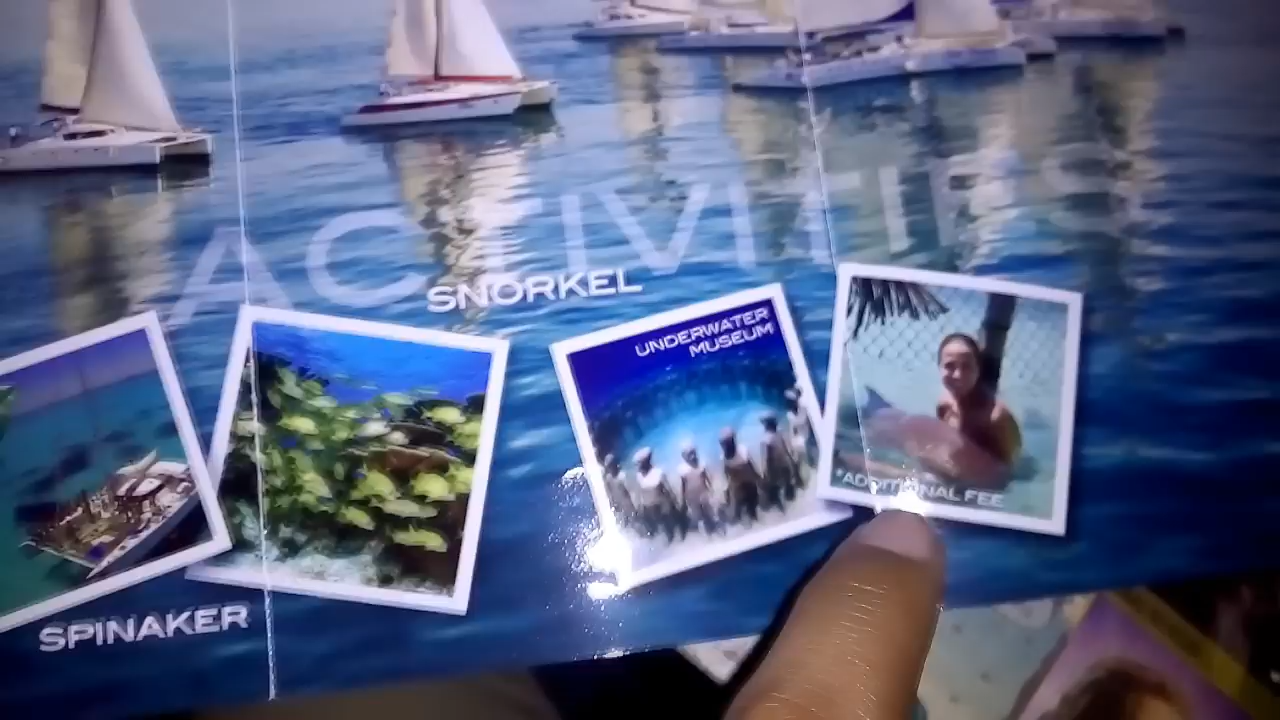 ACTIVITIES
SNORKEL
UNDERWATER
MUSEUM
*ADDITIONAL FEE
SPINAKER